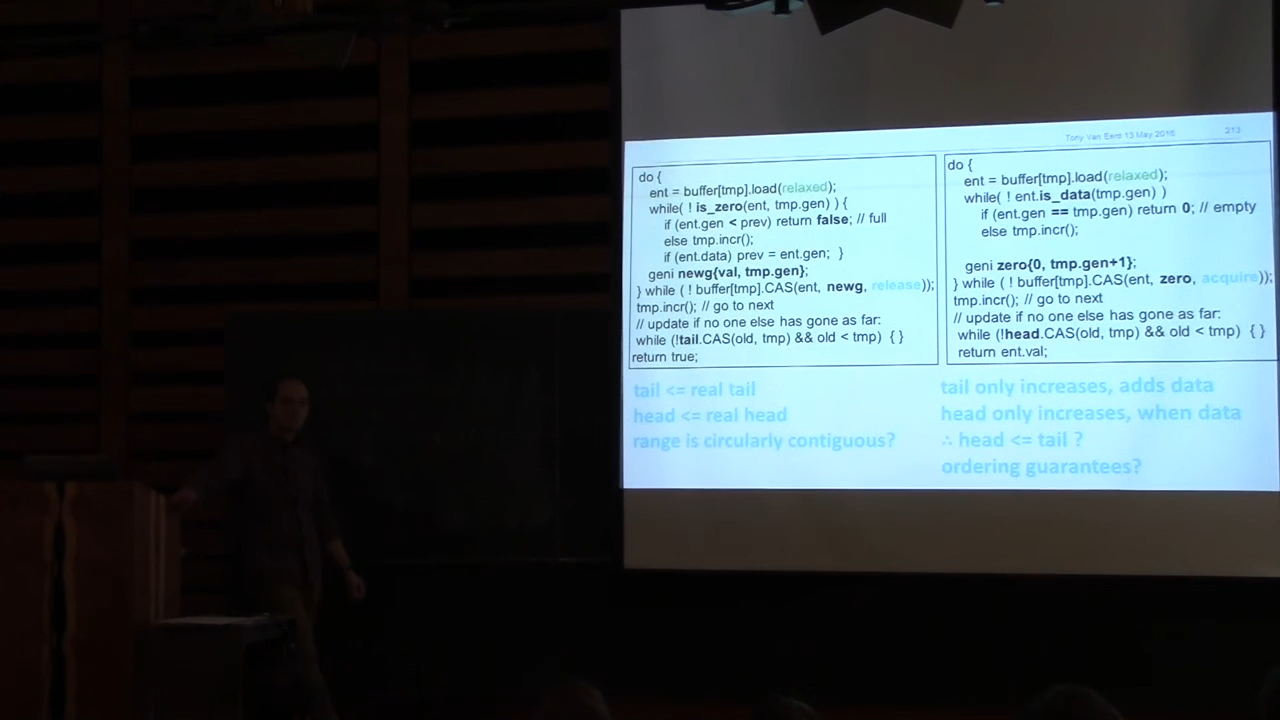 Tony Van Eerd 13 May 2016 213
do {
ent = buffer[tmp].load(relaxed);
while( ! is_zero(ent, tmp.gen) ) {
if (ent.gen < prev) return false; // full
else tmp.incr();
if (ent.data) prev = ent.gen; }
geni newg{val, tmp.gen};
} while ( ! buffer[tmp].CAS(ent, newg, release));
tmp.incr(); // go to next
// update if no one else has gone as far:
while (!tail.CAS(old, tmp) && old < tmp) { }
return true;
do {
ent = buffer[tmp].load(relaxed);
while( ! ent.is_data(tmp.gen) )
if (ent.gen == tmp.gen) return 0; // empty
else tmp.incr();
geni zero{0, tmp.gen+1};
} while ( ! buffer[tmp].CAS(ent, zero, acquire));
tmp.incr(); // go to next
// update if no one else has gone as far:
while (!head.CAS(old, tmp) && old < tmp) { }
return ent.val;
tail <= real tail
head <= real head
range is circularly contiguous?
tail only increases, adds data
head only increases, when data
∴ head <= tail ?
ordering guarantees?